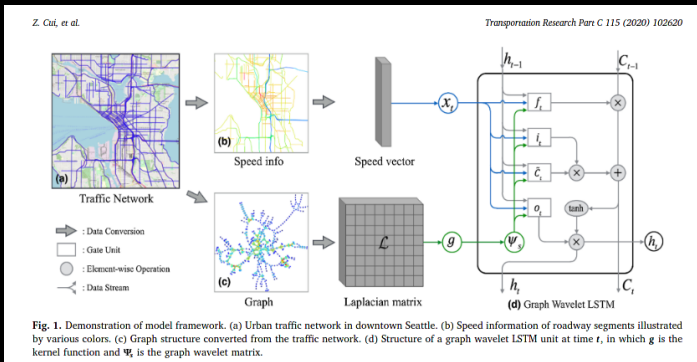 Z. Cui, et al.
Transportation Research Part C 115 (2020) 102620
(a)
Traffic Network
(b)
Speed info
Speed vector
x_t
h_{t−1}
C_{t−1}
f_t
×
i_t
C̃_t
×
+
o_t
tanh
×
h_t
: Data Conversion
: Gate Unit
: Element-wise Operation
: Data Stream
(c)
Graph
ℒ
Laplacian matrix
g
Ψ_s
h_t
C_t
(d) Graph Wavelet LSTM
Fig. 1. Demonstration of model framework. (a) Urban traffic network in downtown Seattle. (b) Speed information of roadway segments illustrated
by various colors. (c) Graph structure converted from the traffic network. (d) Structure of a graph wavelet LSTM unit at time t, in which g is the
kernel function and Ψ_s is the graph wavelet matrix.